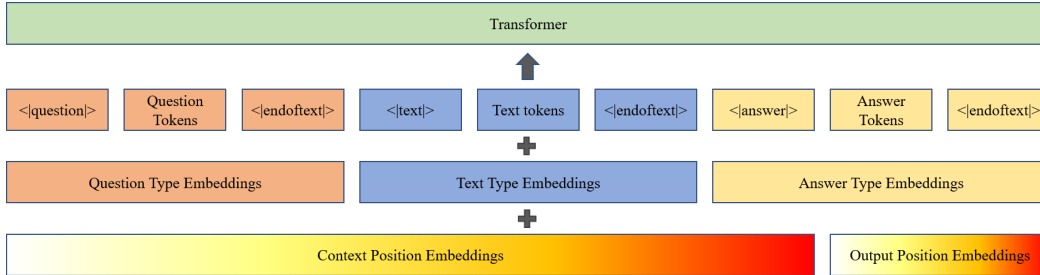 Transformer
<|question|>
Question
Tokens
<|endoftext|>
<|text|>
Text tokens
<|endoftext|>
<|answer|>
Answer
Tokens
<|endoftext|>
Question Type Embeddings
Text Type Embeddings
Answer Type Embeddings
Context Position Embeddings
Output Position Embeddings